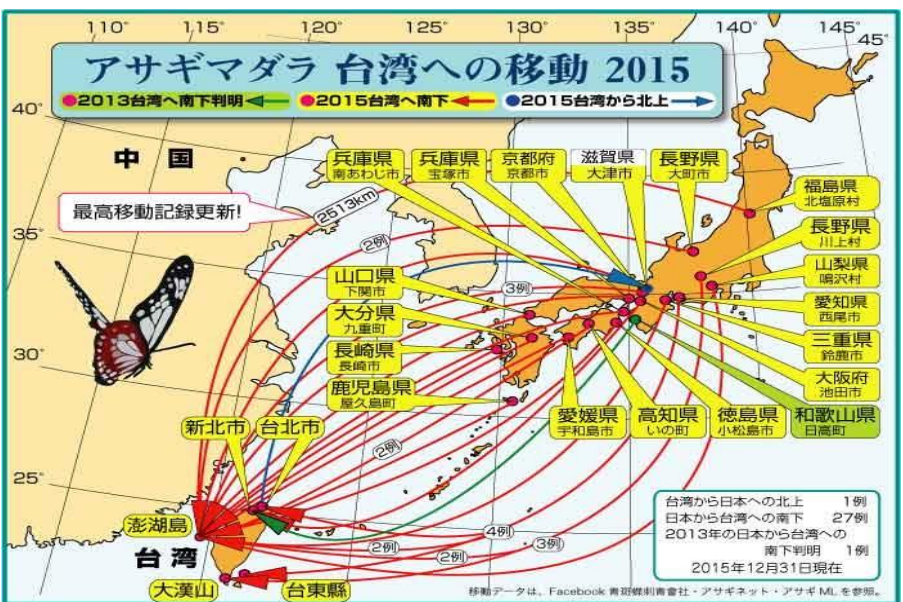 110° 115° 120° 125° 130° 135° 140° 145°
45°
アサギマダラ 台湾への移動 2015
●2013台湾へ南下判明 ●2015台湾へ南下 ●2015台湾から北上
40°
35°
30°
25°
中国
最高移動記録更新!
2513km
2例
3例
兵庫県
南あわじ市
兵庫県
宝塚市
京都府
京都市
滋賀県
大津市
長野県
大町市
福島県
北塩原村
長野県
川上村
山梨県
鳴沢村
愛知県
西尾市
三重県
鈴鹿市
大阪府
池田市
和歌山県
日高町
徳島県
小松島市
高知県
いの町
愛媛県
宇和島市
山口県
下関市
大分県
九重町
長崎県
長崎市
鹿児島県
屋久島町
新北市
台北市
2例
澎湖島
台湾
大漢山
台東縣
4例
2例
2例
3例
台湾から日本への北上 1例
日本から台湾への南下 27例
2013年の日本から台湾への
南下判明 1例
2015年12月31日現在
移動データは、Facebook 青斑蝶刺青會社・アサギネット・アサギ ML を参照。